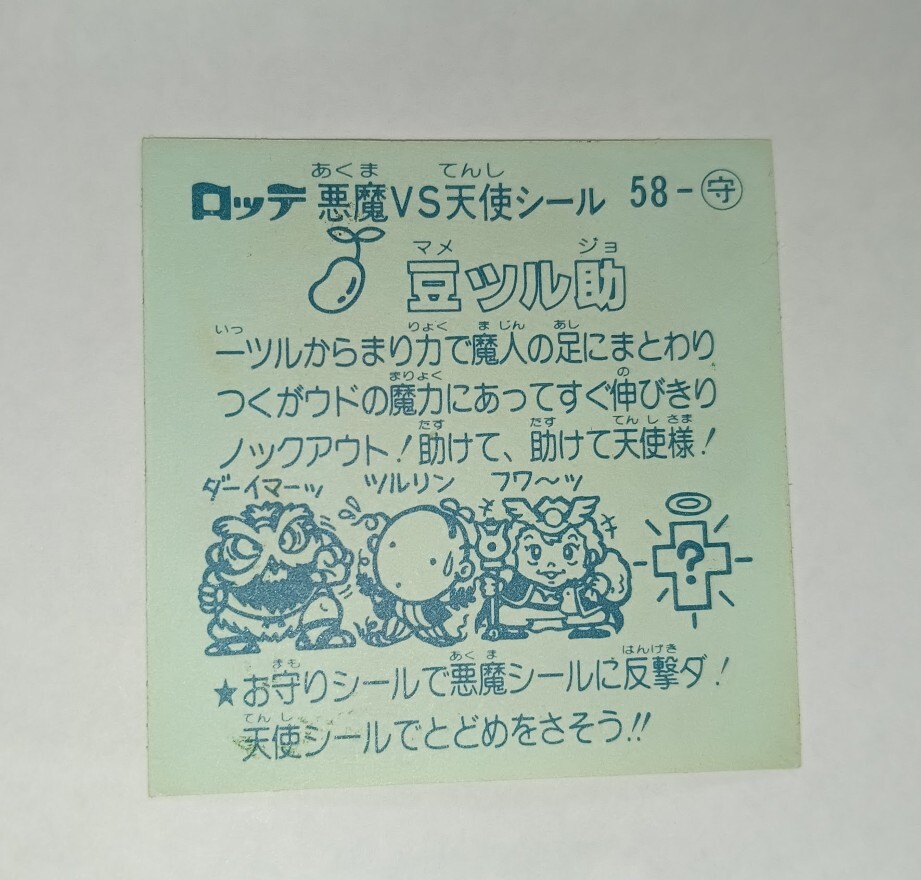 ロッテ 悪魔VS天使シール 58-守
豆ツル助
一ツルからまり力で魔人の足にまとわり
つくがウドの魔力にあってすぐ伸びきり
ノックアウト!助けて、助けて天使様!
ダーイマーッ ツルリン フワ〜ッ
?
★お守りシールで悪魔シールに反撃ダ!
天使シールでとどめをさそう!!